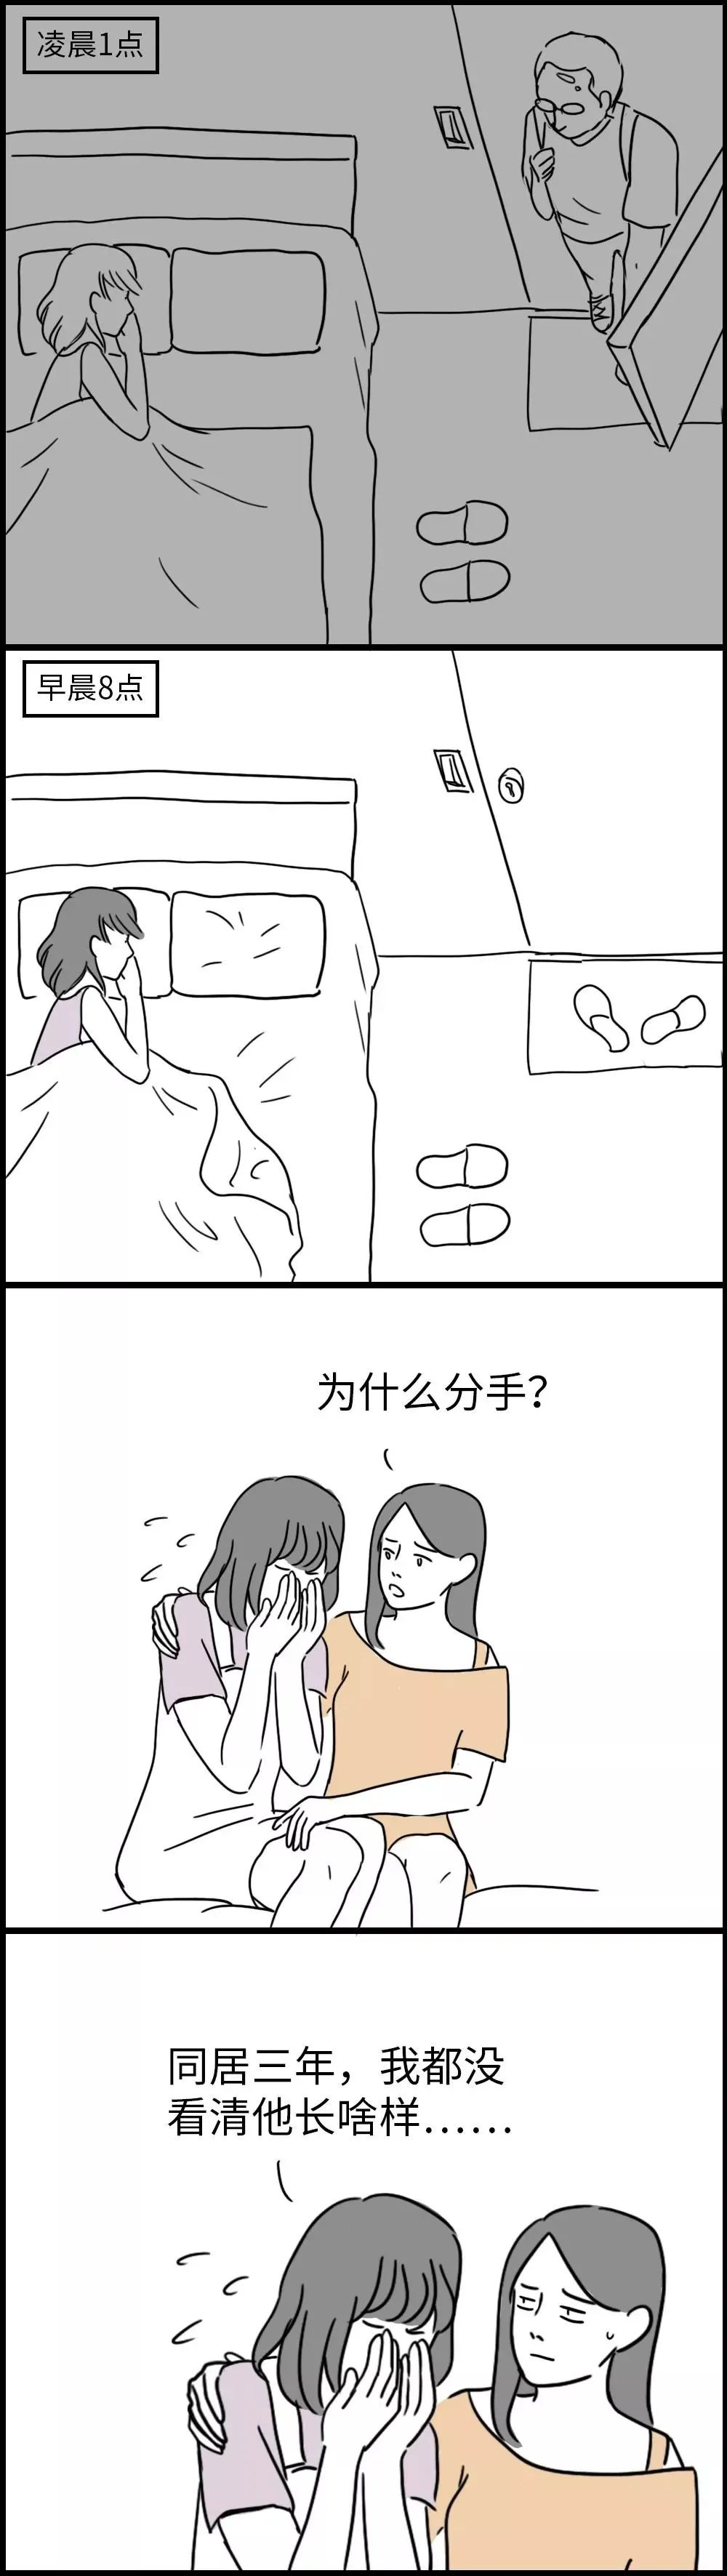 凌晨1点
早晨8点
为什么分手?
同居三年，我都没
看清他长啥样……